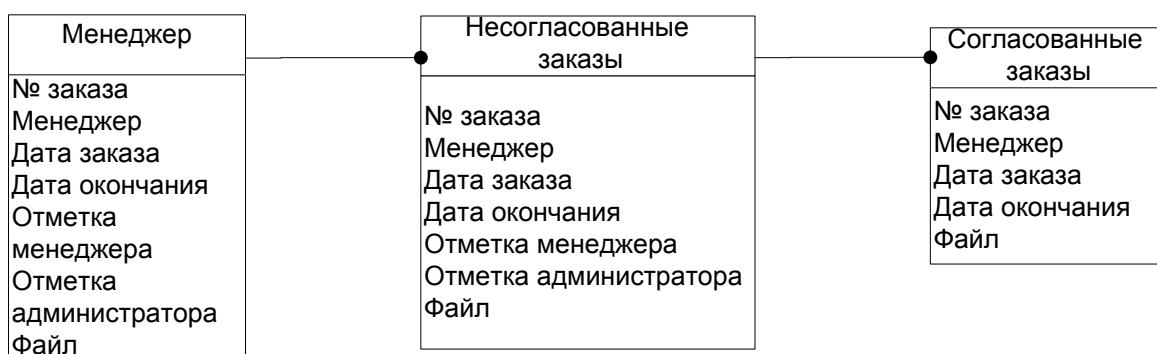 Менеджер
№ заказа
Менеджер
Дата заказа
Дата окончания
Отметка
менеджера
Отметка
администратора
Файл
Несогласованные
заказы
№ заказа
Менеджер
Дата заказа
Дата окончания
Отметка менеджера
Отметка администратора
Файл
Согласованные
заказы
№ заказа
Менеджер
Дата заказа
Дата окончания
Файл